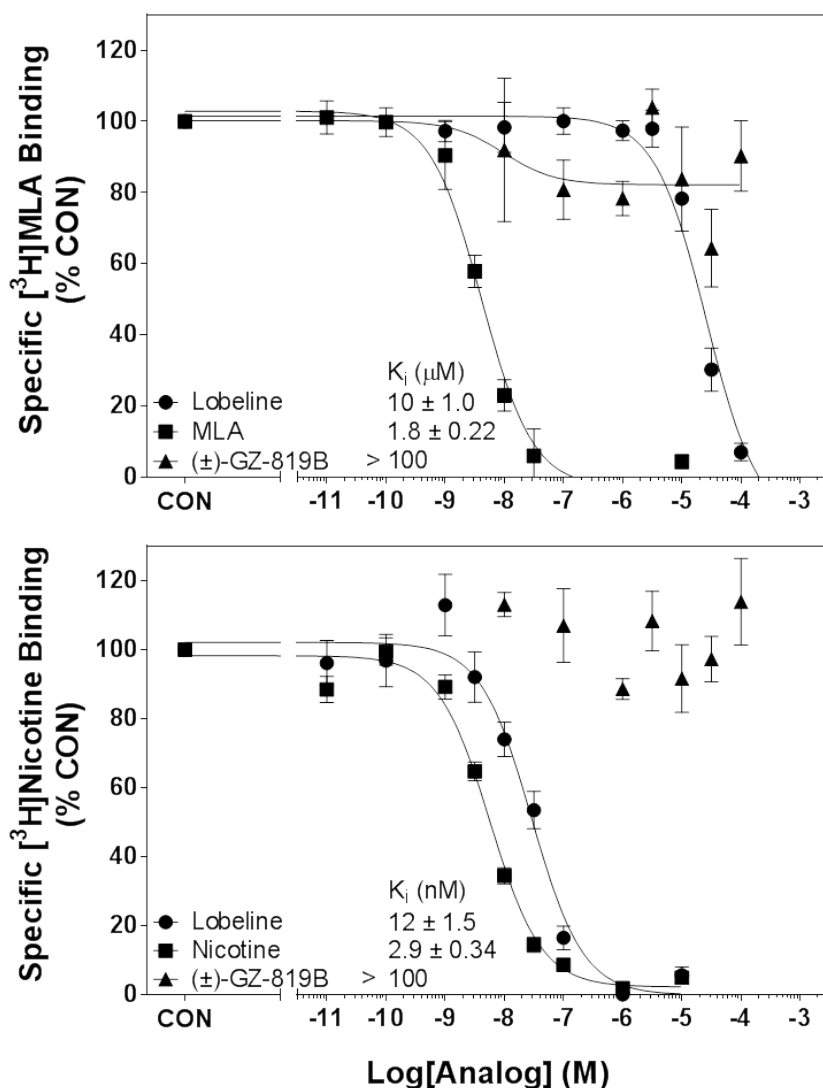 120
100
80
60
40
20
0
Specific [³H]MLA Binding
(% CON)
Kᵢ (μM)
Lobeline 10 ± 1.0
MLA 1.8 ± 0.22
(±)-GZ-819B > 100
CON -11 -10 -9 -8 -7 -6 -5 -4 -3
120
100
80
60
40
20
0
Specific [³H]Nicotine Binding
(% CON)
Kᵢ (nM)
Lobeline 12 ± 1.5
Nicotine 2.9 ± 0.34
(±)-GZ-819B > 100
CON -11 -10 -9 -8 -7 -6 -5 -4 -3
Log[Analog] (M)